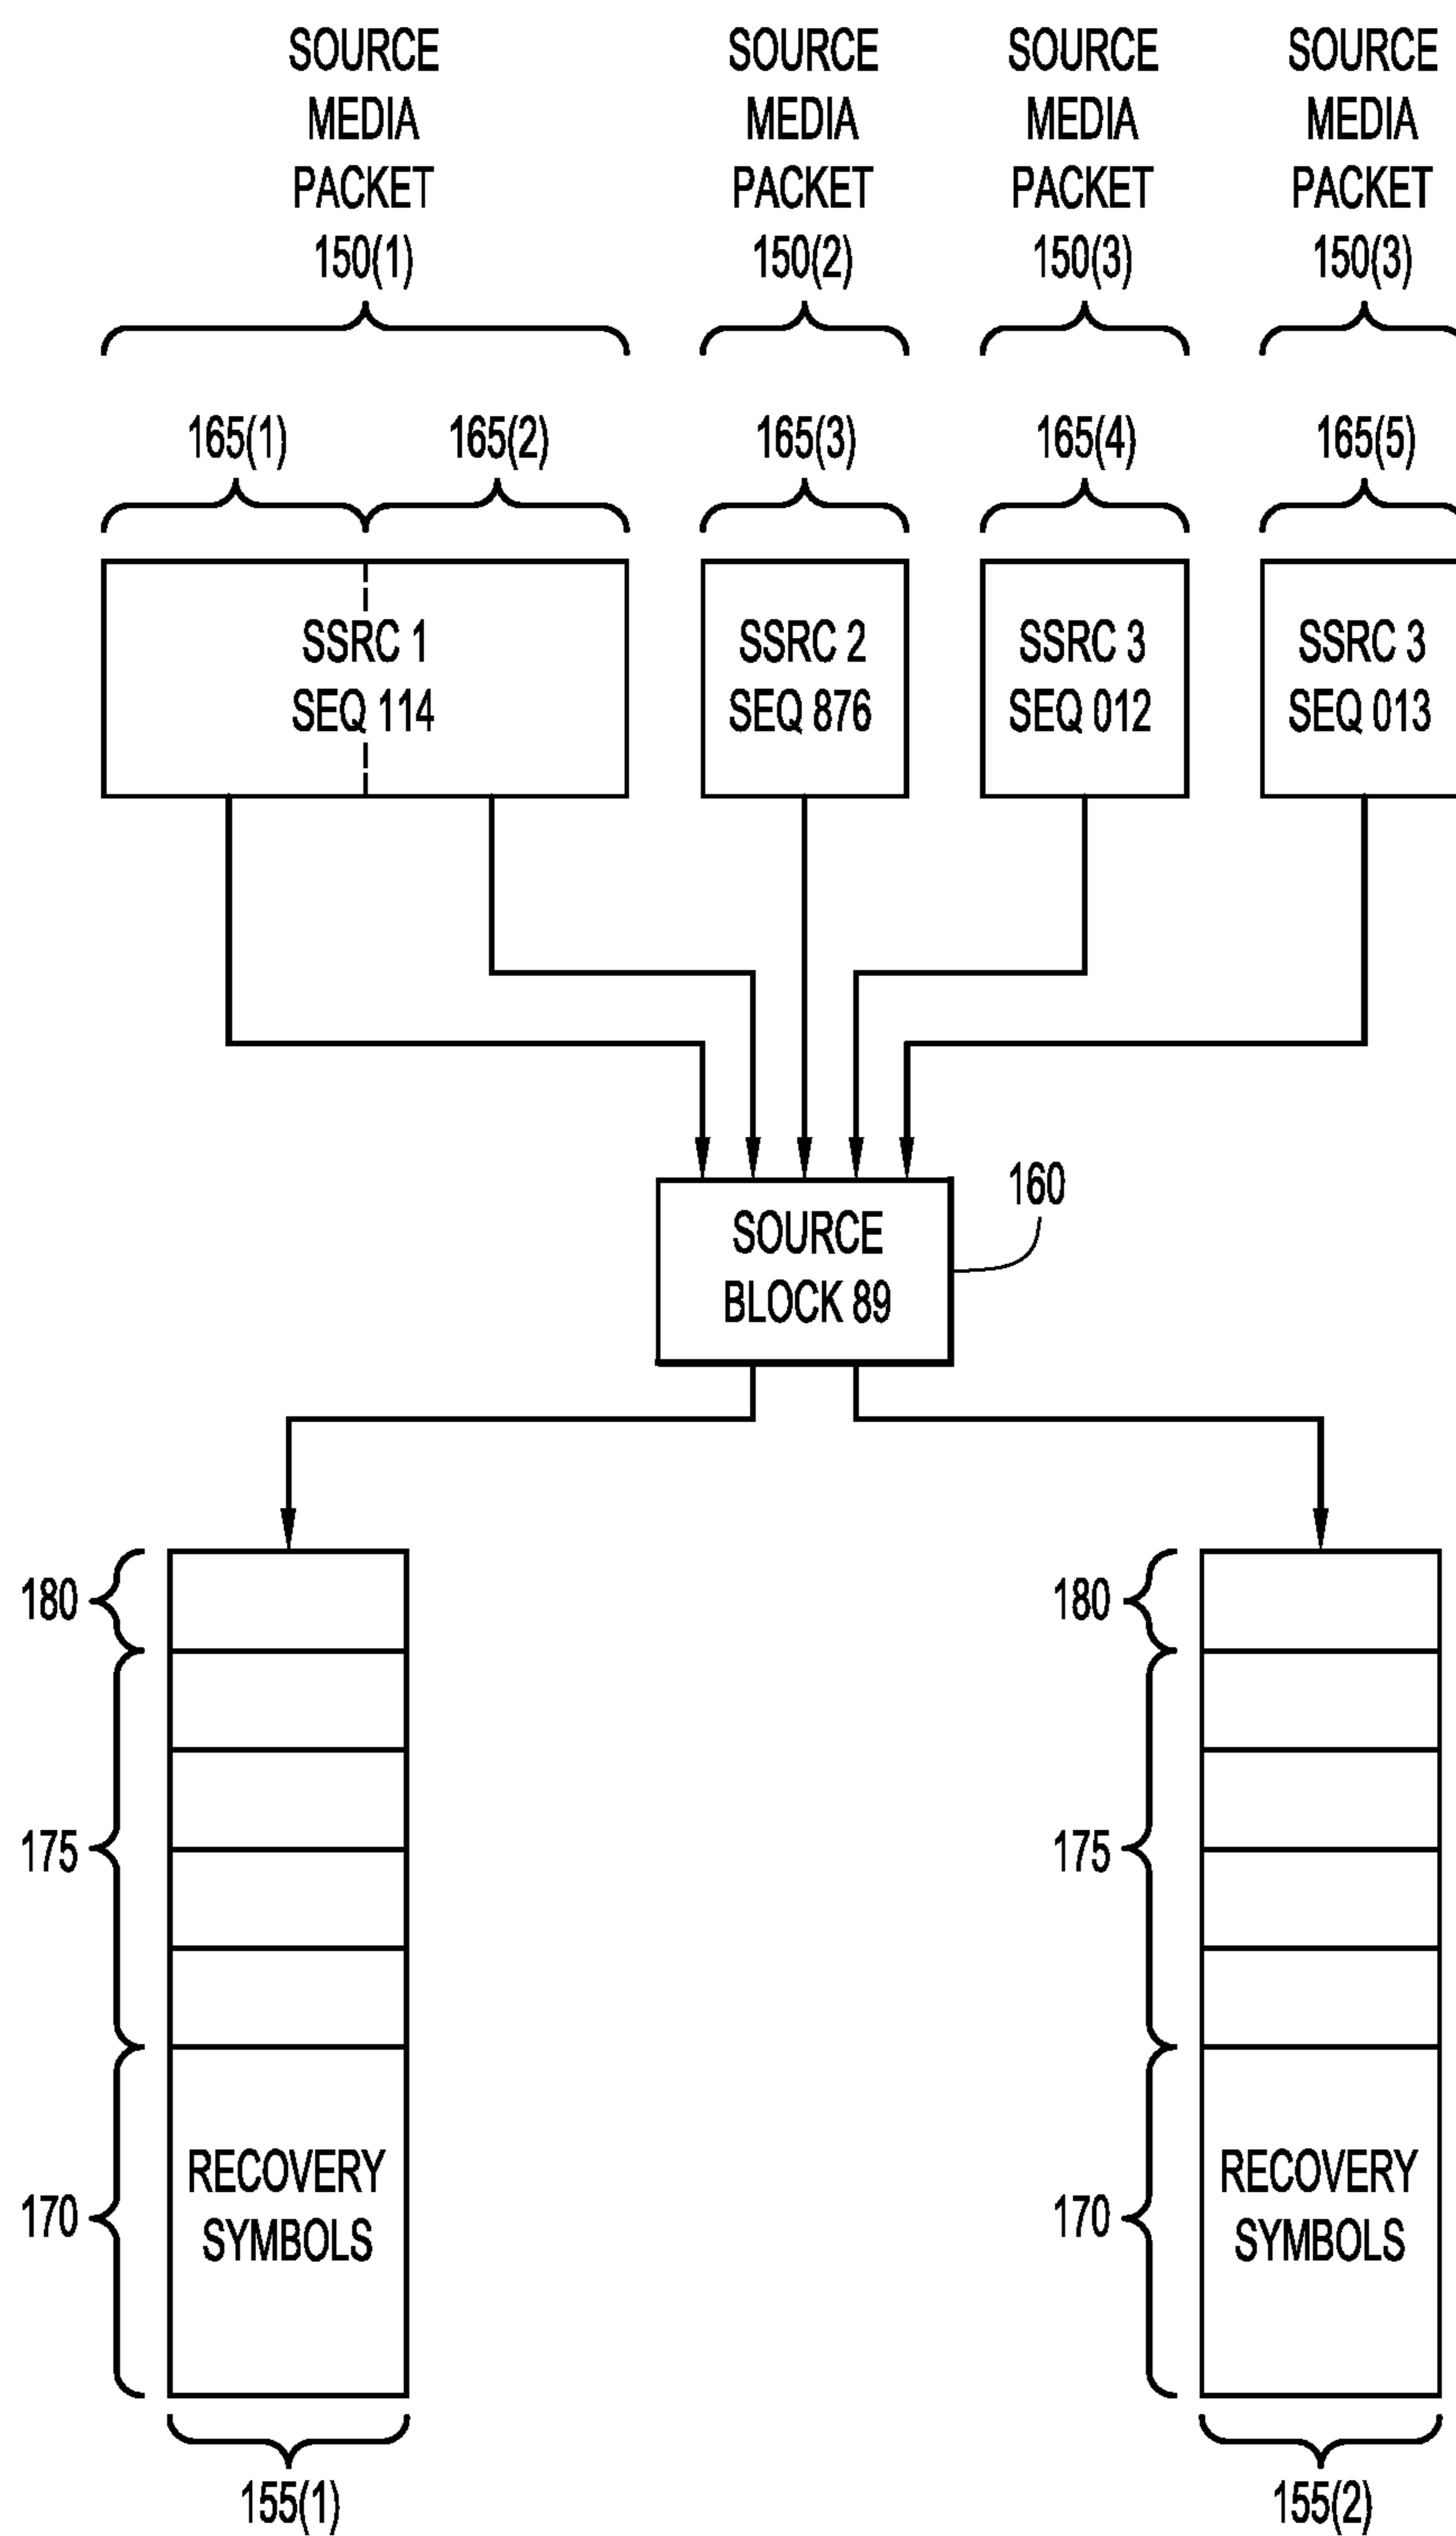 SOURCE
MEDIA
PACKET
150(1)
SOURCE
MEDIA
PACKET
150(2)
SOURCE
MEDIA
PACKET
150(3)
SOURCE
MEDIA
PACKET
150(3)
165(1)
165(2)
165(3)
165(4)
165(5)
SSRC 1
SEQ 114
SSRC 2
SEQ 876
SSRC 3
SEQ 012
SSRC 3
SEQ 013
160
SOURCE
BLOCK 89
180
175
170
RECOVERY
SYMBOLS
155(1)
180
175
170
RECOVERY
SYMBOLS
155(2)